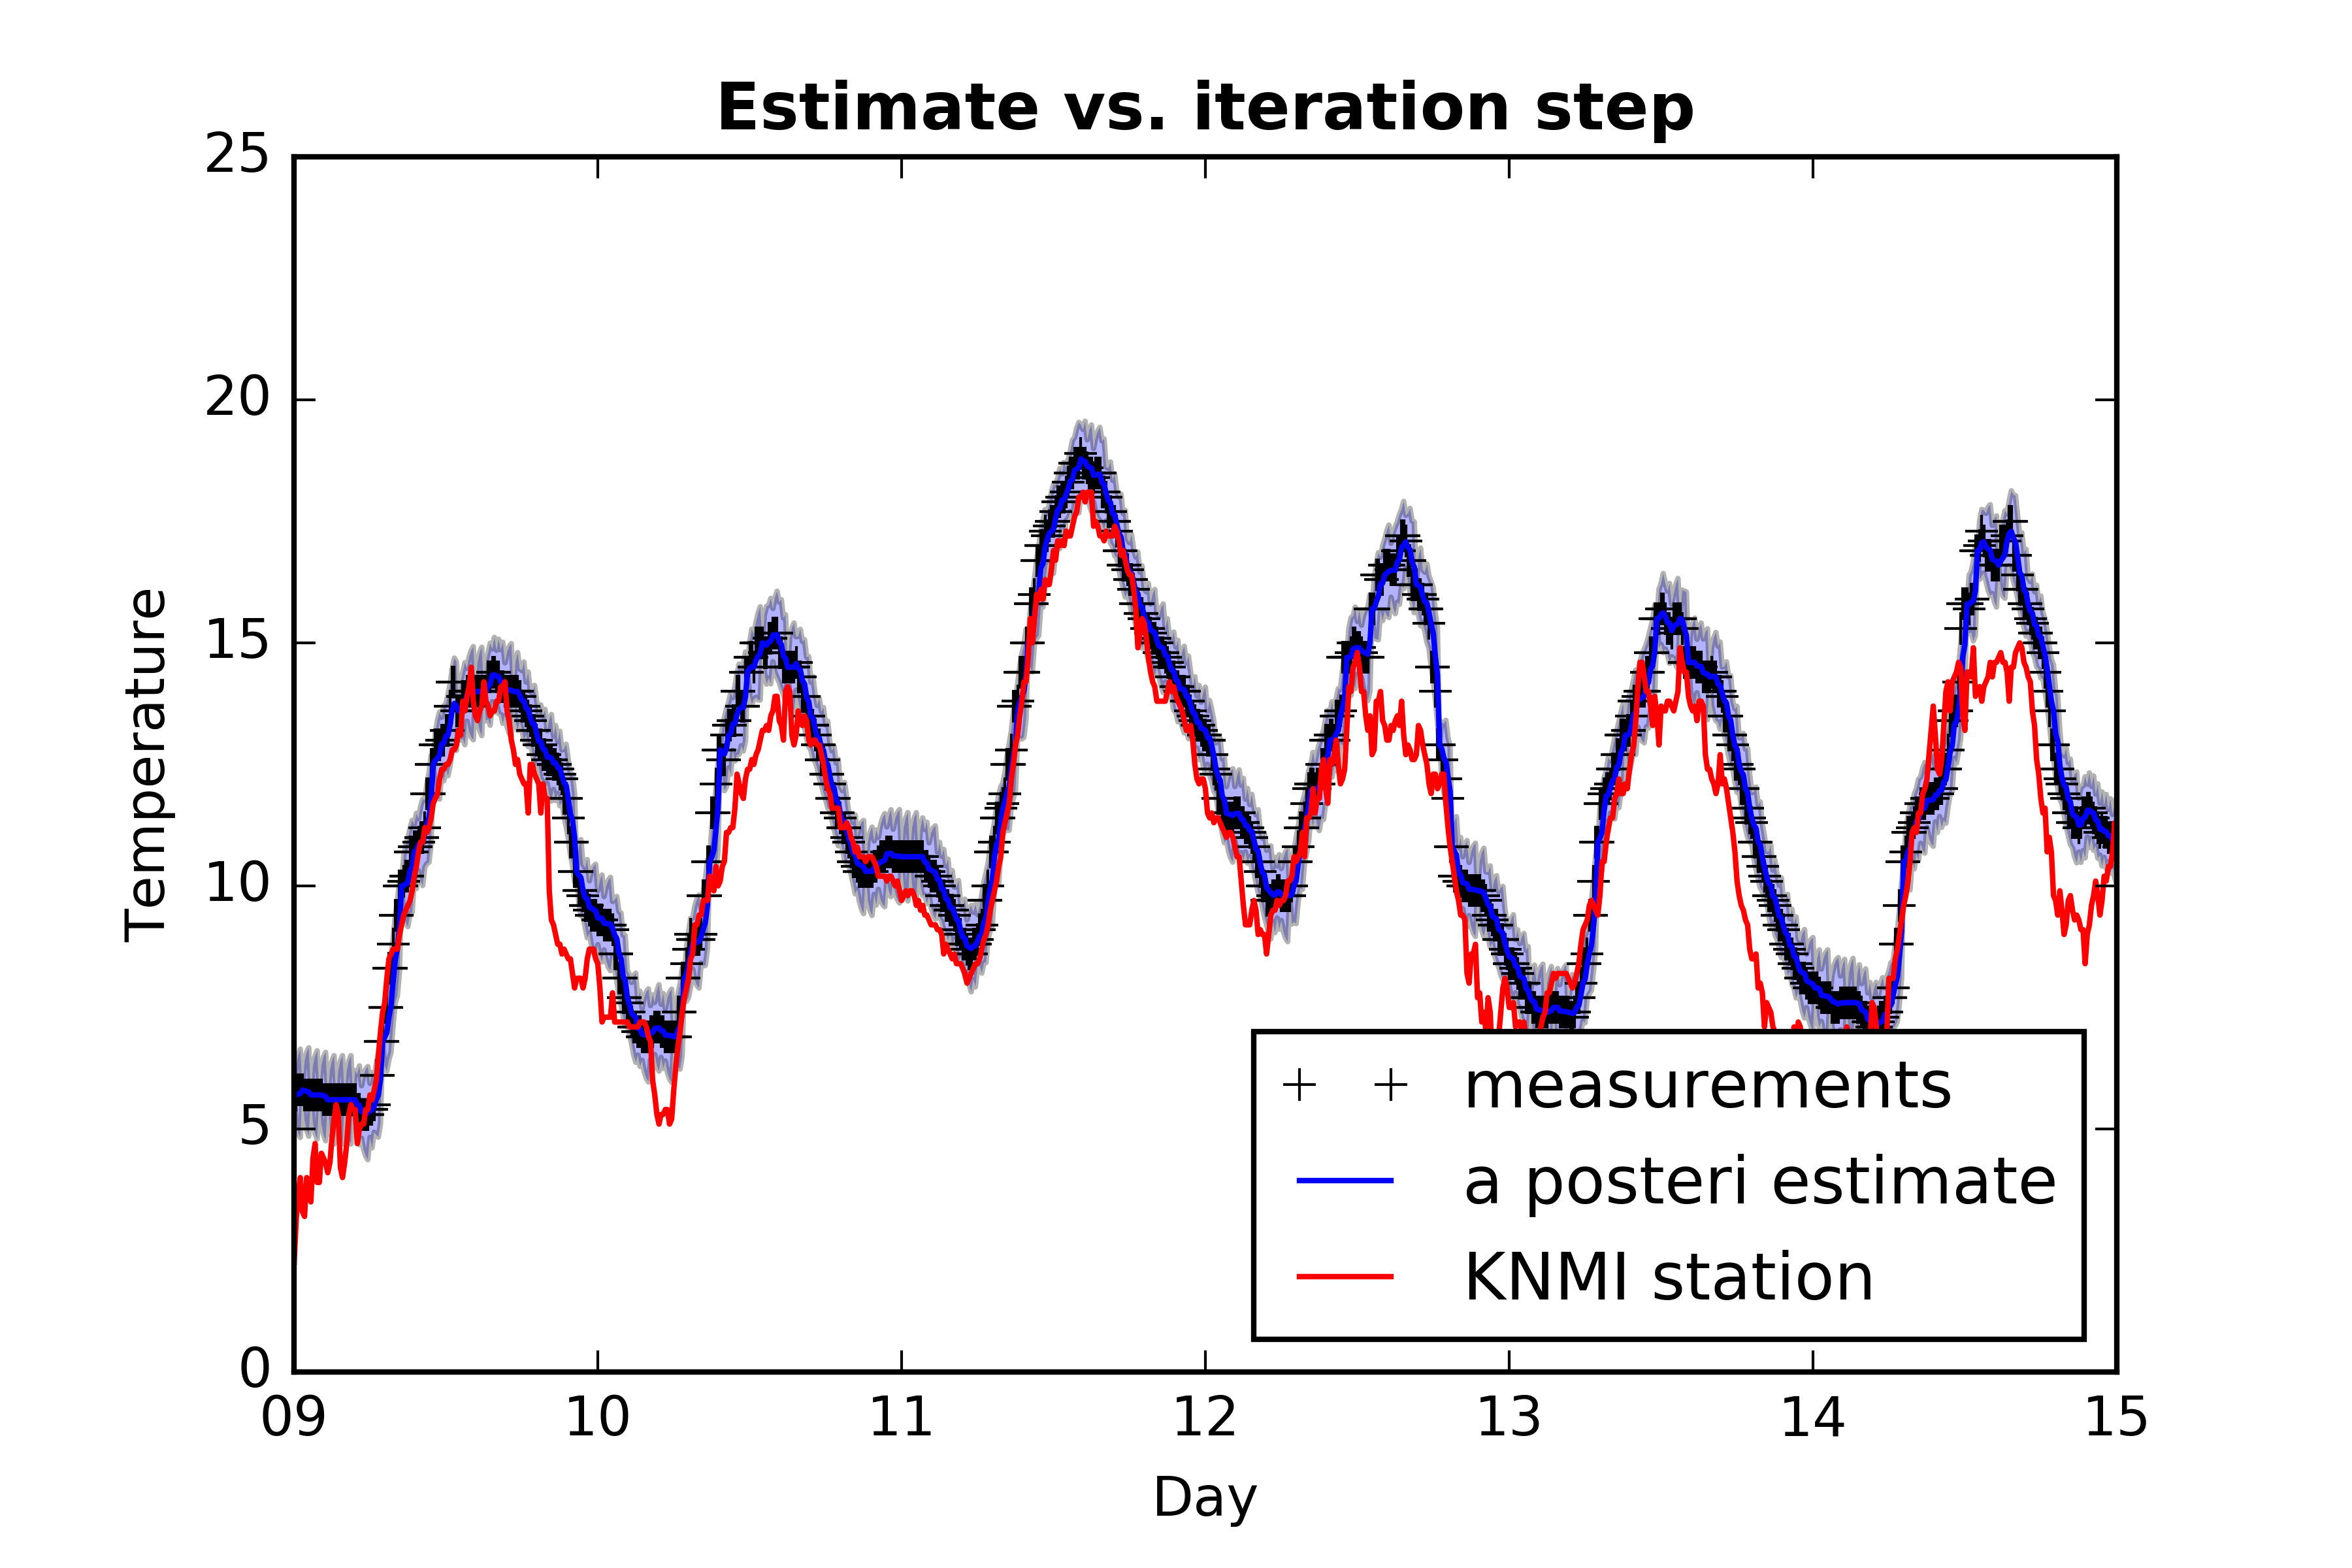 Estimate vs. iteration step
25
20
15
10
5
0
Temperature
09 10 11 12 13 14 15
Day
measurements
a posteri estimate
KNMI station